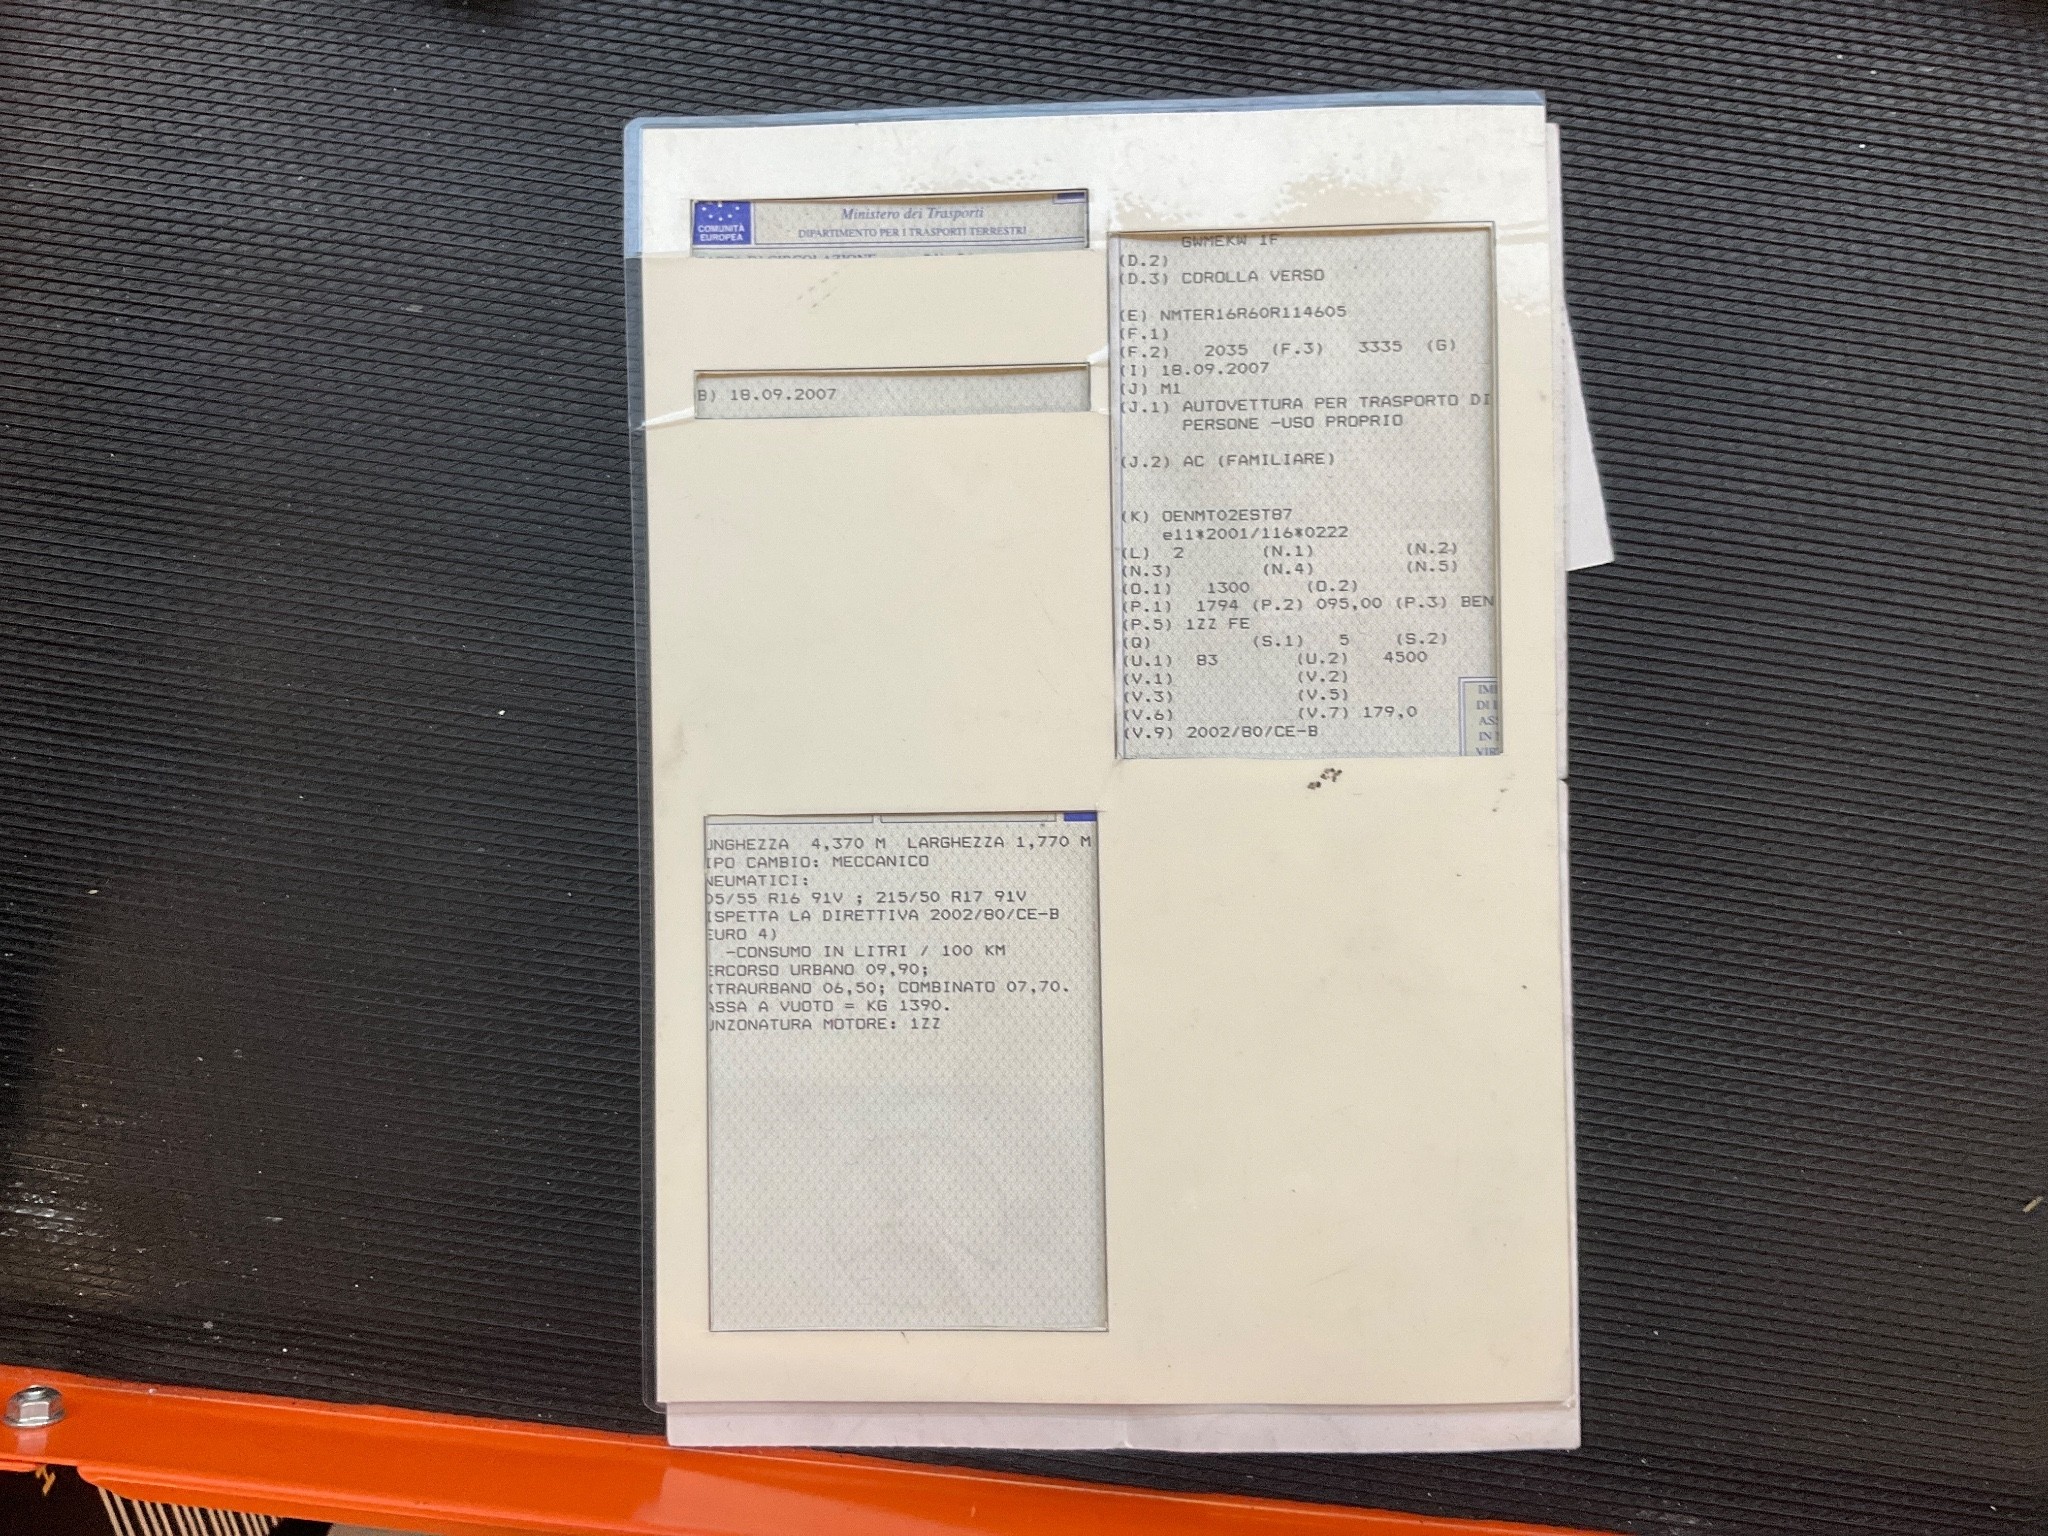 COMUNITÀ
EUROPEA
Ministero dei Trasporti
DIPARTIMENTO PER I TRASPORTI TERRESTRI
B) 18.09.2007
GWMEKW 1F
(D.2)
(D.3) COROLLA VERSO
(E) NMTER16R60R114605
(F.1)
(F.2) 2035 (F.3) 3335 (G)
(I) 18.09.2007
(J) M1
(J.1) AUTOVETTURA PER TRASPORTO DI
PERSONE -USO PROPRIO
(J.2) AC (FAMILIARE)
(K) OENMT02ESTB7
e11*2001/116*0222
(L) 2 (N.1) (N.2)
(N.3) (N.4) (N.5)
(O.1) 1300 (O.2)
(P.1) 1794 (P.2) 095,00 (P.3) BEN
(P.5) 1ZZ FE
(Q) (S.1) 5 (S.2)
(U.1) 83 (U.2) 4500
(V.1) (V.2)
(V.3) (V.5)
(V.6) (V.7) 179,0
(V.9) 2002/80/CE-B
UNGHEZZA 4,370 M LARGHEZZA 1,770 M
IPO CAMBIO: MECCANICO
NEUMATICI:
05/55 R16 91V ; 215/50 R17 91V
ISPETTA LA DIRETTIVA 2002/80/CE-B
EURO 4)
-CONSUMO IN LITRI / 100 KM
ERCORSO URBANO 09,90;
XTRAURBANO 06,50; COMBINATO 07,70.
ASSA A VUOTO = KG 1390.
UNZONATURA MOTORE: 1ZZ